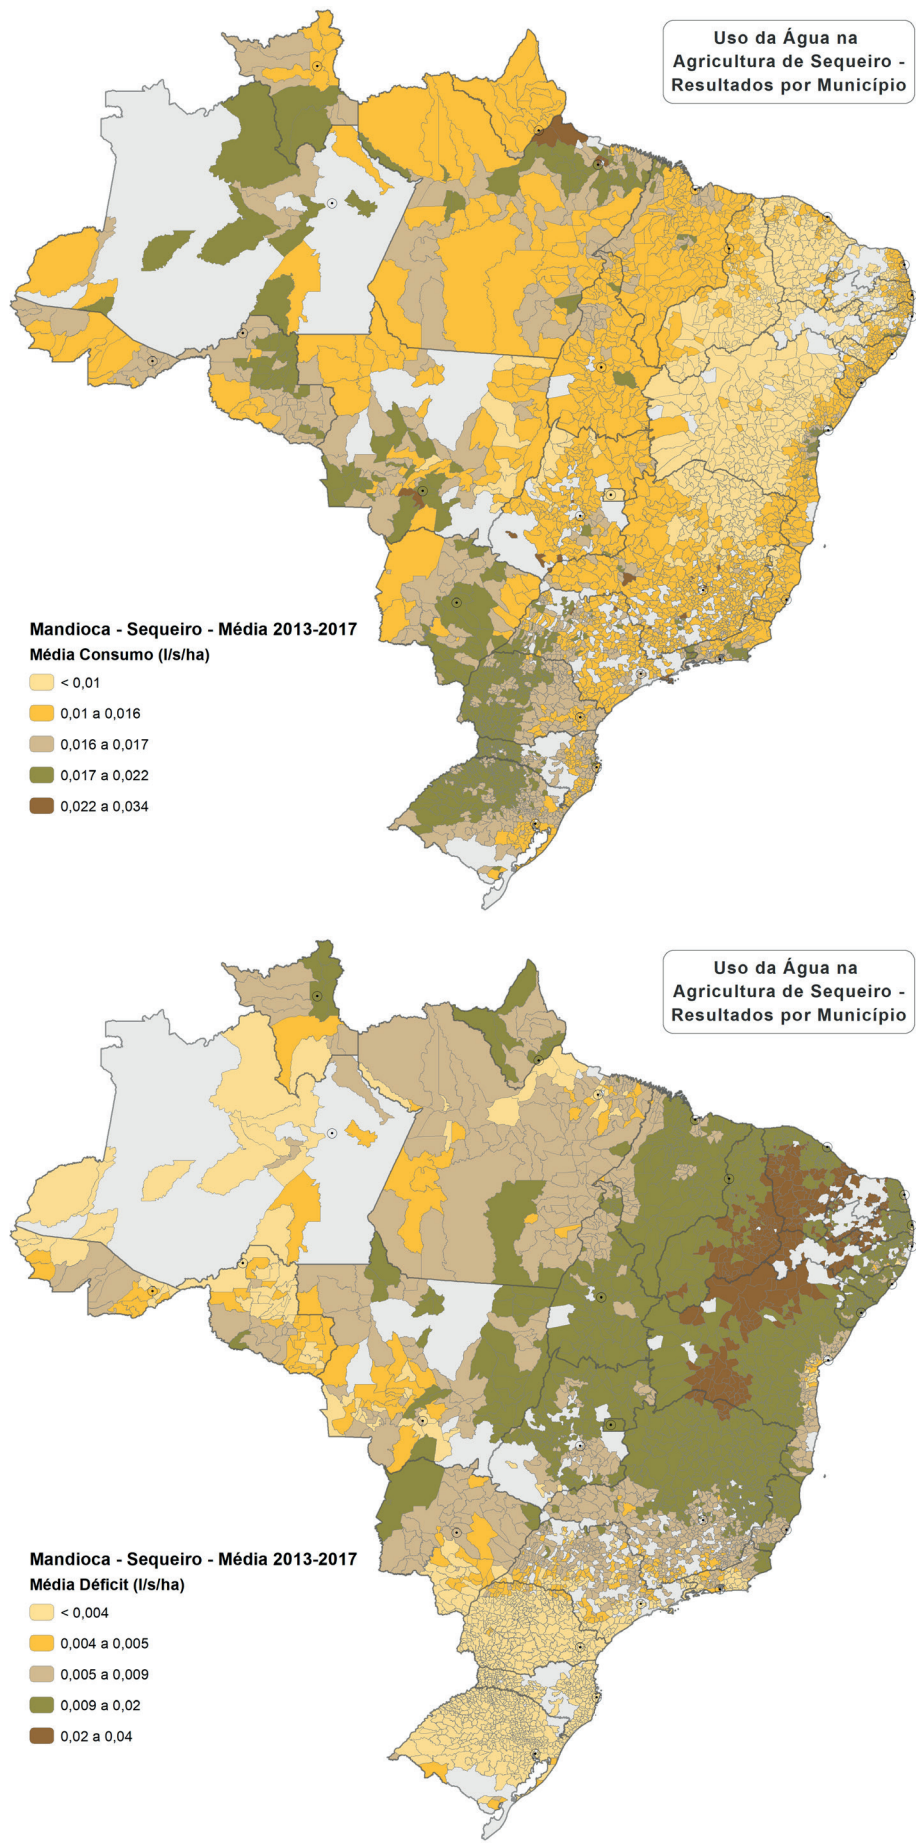 Uso da Água na
Agricultura de Sequeiro -
Resultados por Município
Mandioca - Sequeiro - Média 2013-2017
Média Consumo (l/s/ha)
< 0,01
0,01 a 0,016
0,016 a 0,017
0,017 a 0,022
0,022 a 0,034
Uso da Água na
Agricultura de Sequeiro -
Resultados por Município
Mandioca - Sequeiro - Média 2013-2017
Média Déficit (l/s/ha)
< 0,004
0,004 a 0,005
0,005 a 0,009
0,009 a 0,02
0,02 a 0,04